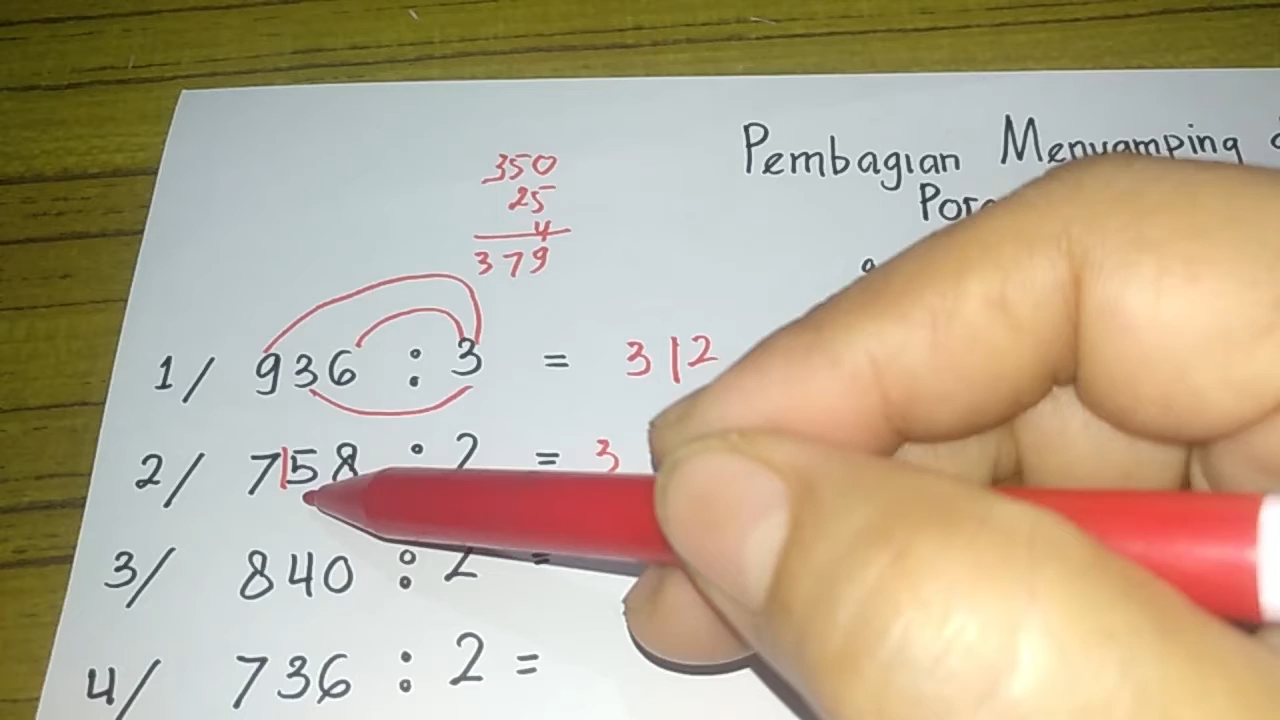 Pembagian Menyamping
350
25
4
379
1/ 936 : 3 = 312
2/ 7|58 : 2 = 3
3/ 840 : 2 =
4/ 736 : 2 =